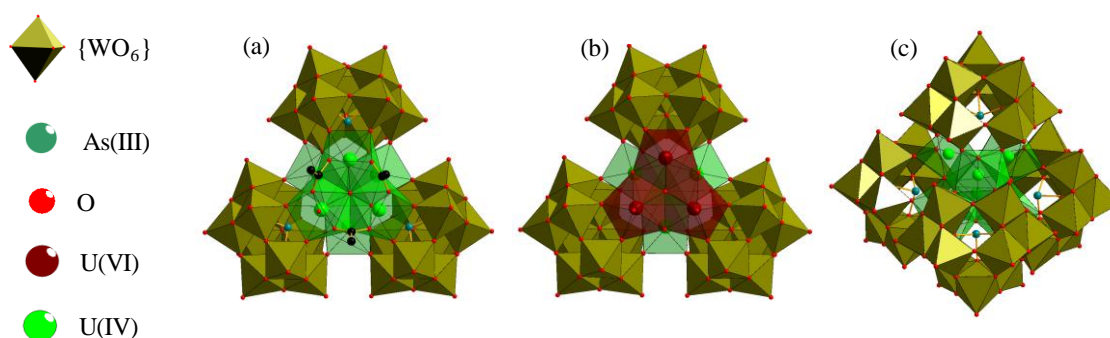 {WO₆}
As(III)
O
U(VI)
U(IV)
(a)
(b)
(c)